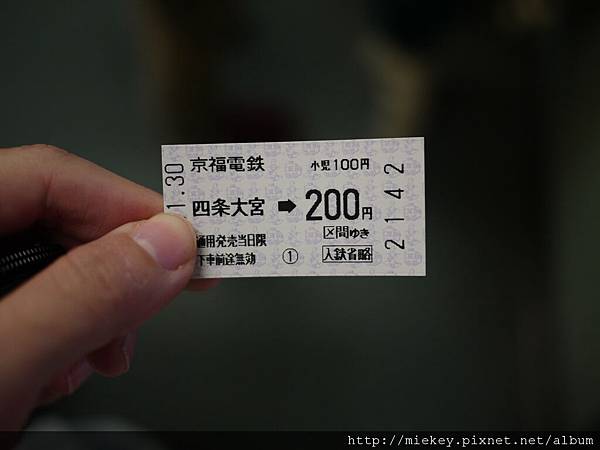 京福電鉄 小児100円
四条大宮 ➡ 200円
区間ゆき
通用発売当日限
下車前途無効 ① 入鋏省略
1.30
2142
http://miekey.pixnet.net/album